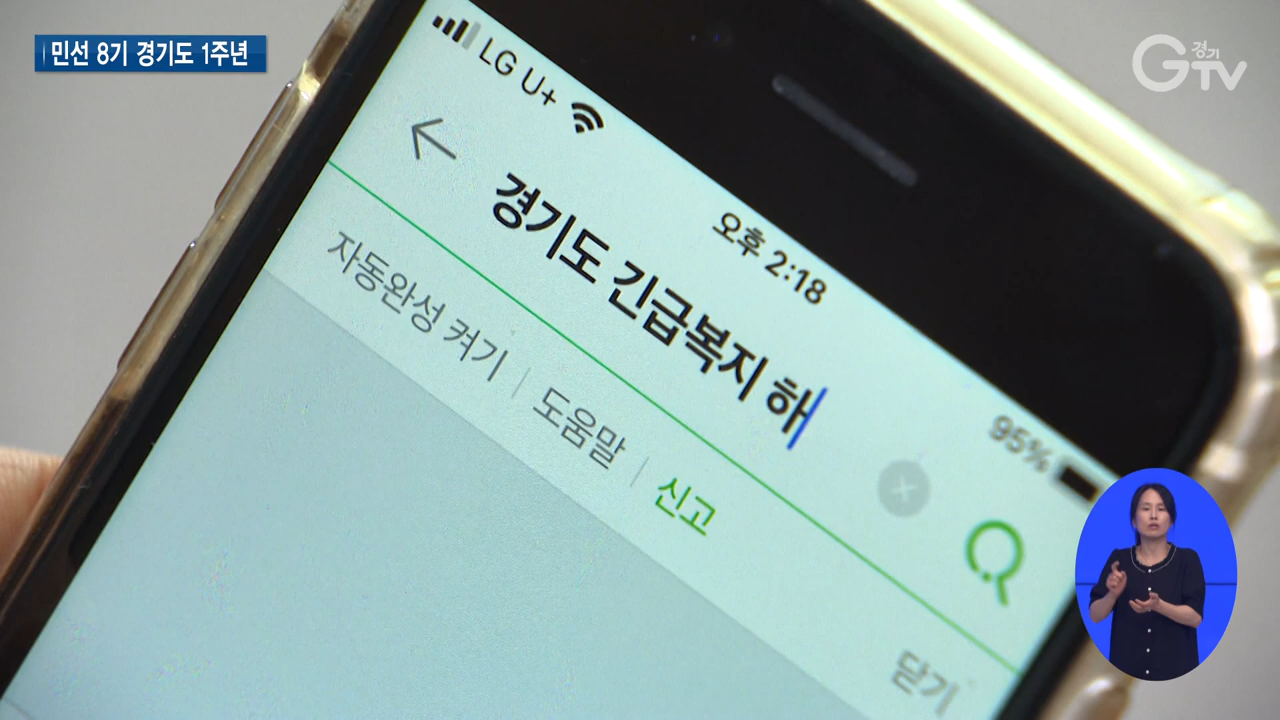 민선 8기 경기도 1주년
경기 GTV
LG U+
오후 2:18
95%
경기도 긴급복지 하
자동완성 켜기 | 도움말 | 신고
닫기